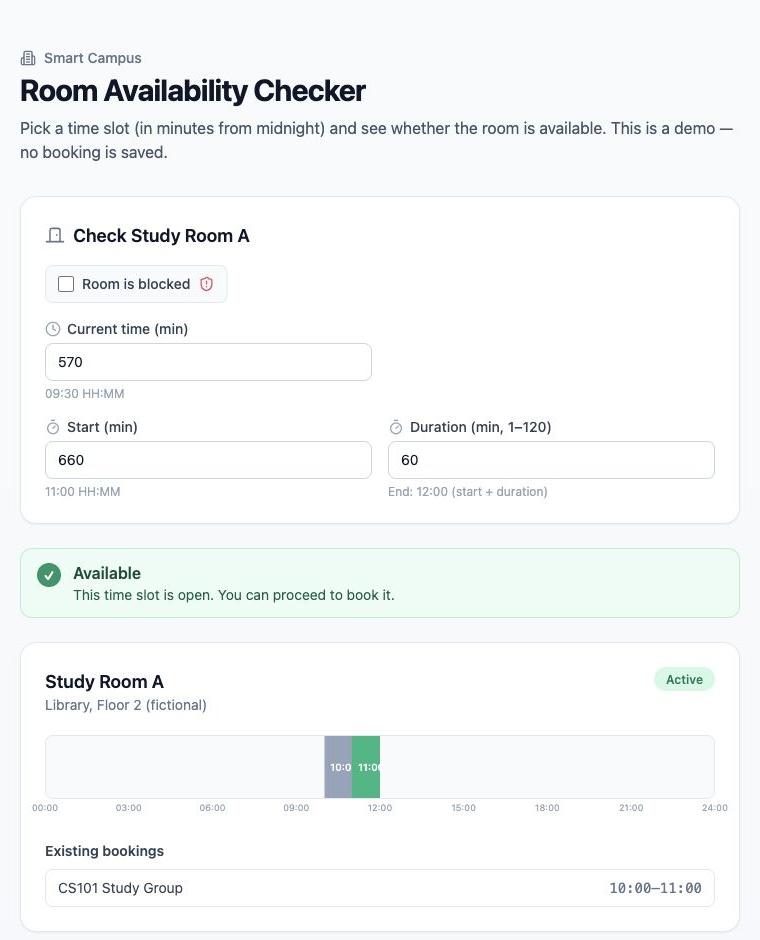 Smart Campus
Room Availability Checker
Pick a time slot (in minutes from midnight) and see whether the room is available. This is a demo —
no booking is saved.
Check Study Room A
Room is blocked
Current time (min)
570
09:30 HH:MM
Start (min)
Duration (min, 1–120)
660
60
11:00 HH:MM
End: 12:00 (start + duration)
Available
This time slot is open. You can proceed to book it.
Study Room A
Active
Library, Floor 2 (fictional)
10:0
11:00
00:00 03:00 06:00 09:00 12:00 15:00 18:00 21:00 24:00
Existing bookings
CS101 Study Group
10:00–11:00